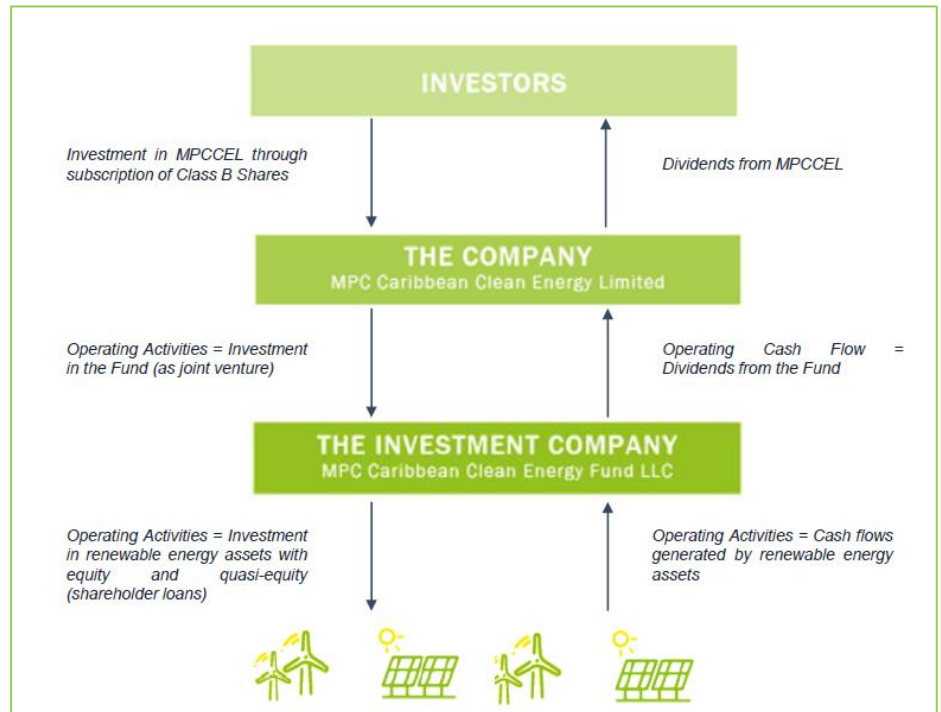 INVESTORS
Investment in MPCCEL through
subscription of Class B Shares
Dividends from MPCCEL
THE COMPANY
MPC Caribbean Clean Energy Limited
Operating Activities = Investment
in the Fund (as joint venture)
Operating Cash Flow =
Dividends from the Fund
THE INVESTMENT COMPANY
MPC Caribbean Clean Energy Fund LLC
Operating Activities = Investment
in renewable energy assets with
equity and quasi-equity
(shareholder loans)
Operating Activities = Cash flows
generated by renewable energy
assets